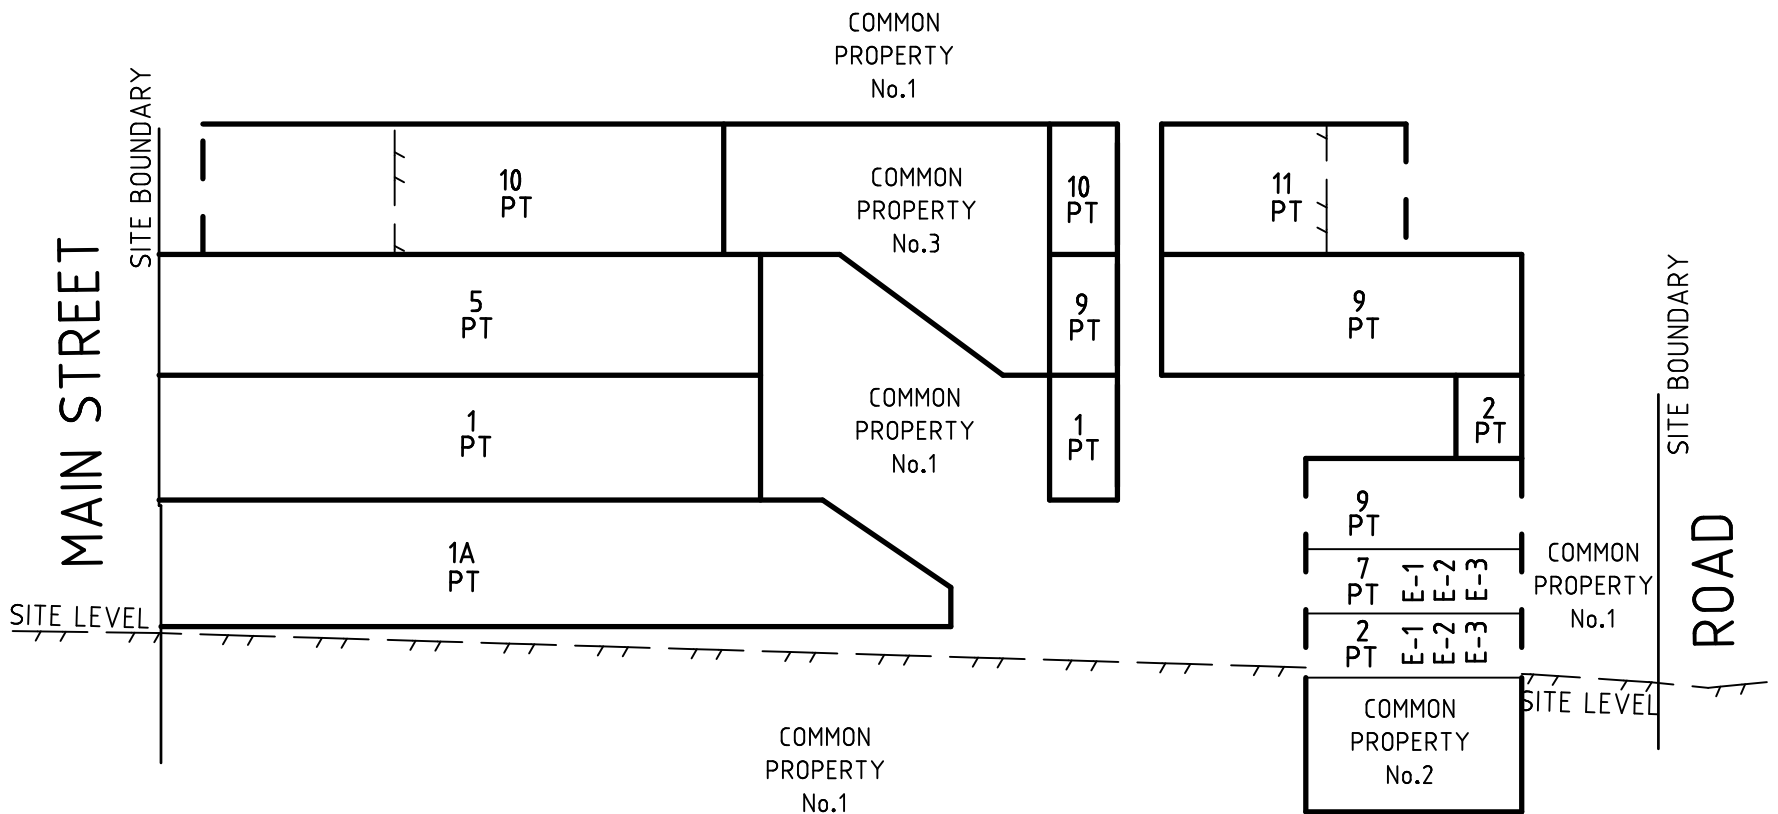 COMMON
PROPERTY
No.1
SITE BOUNDARY
10
PT
COMMON
PROPERTY
No.3
10
PT
11
PT
MAIN STREET
5
PT
9
PT
9
PT
SITE BOUNDARY
1
PT
COMMON
PROPERTY
No.1
1
PT
2
PT
9
PT
1A
PT
7
PT
E-1
E-2
E-3
COMMON
PROPERTY
No.1
ROAD
SITE LEVEL
2
PT
E-1
E-2
E-3
SITE LEVEL
COMMON
PROPERTY
No.2
COMMON
PROPERTY
No.1